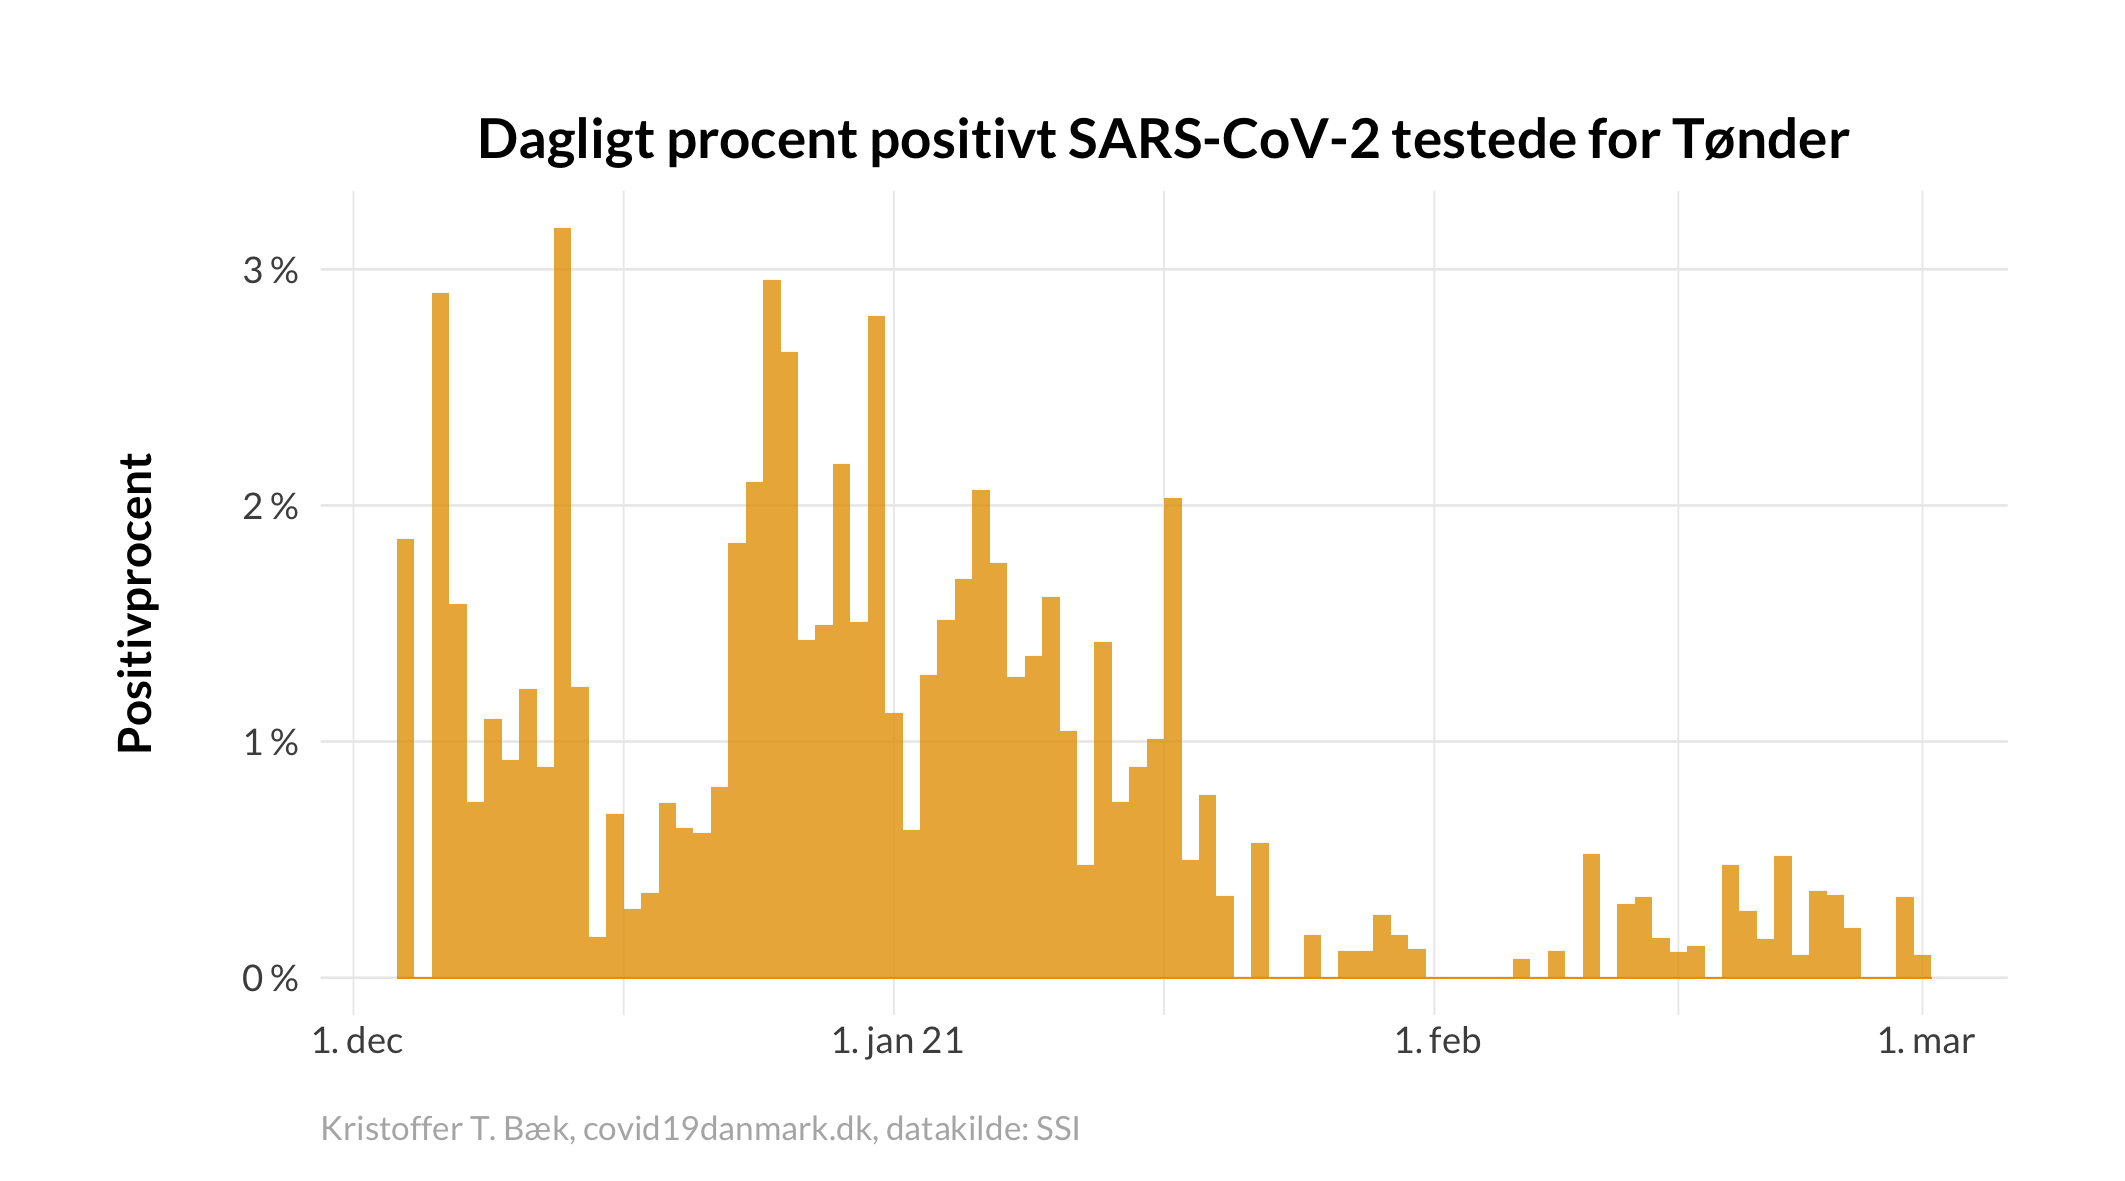 Dagligt procent positivt SARS-CoV-2 testede for Tønder
Positivprocent
3 %
2 %
1 %
0 %
1. dec
1. jan 21
1. feb
1. mar
Kristoffer T. Bæk, covid19danmark.dk, datakilde: SSI